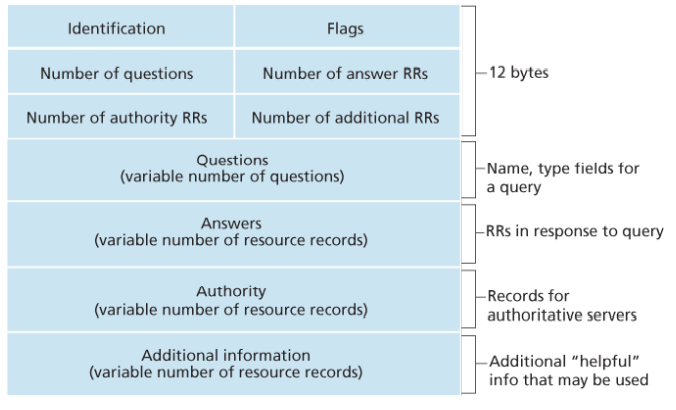 Identification
Flags
Number of questions
Number of answer RRs
12 bytes
Number of authority RRs
Number of additional RRs
Questions
(variable number of questions)
Name, type fields for
a query
Answers
(variable number of resource records)
RRs in response to query
Authority
(variable number of resource records)
Records for
authoritative servers
Additional information
(variable number of resource records)
Additional “helpful”
info that may be used